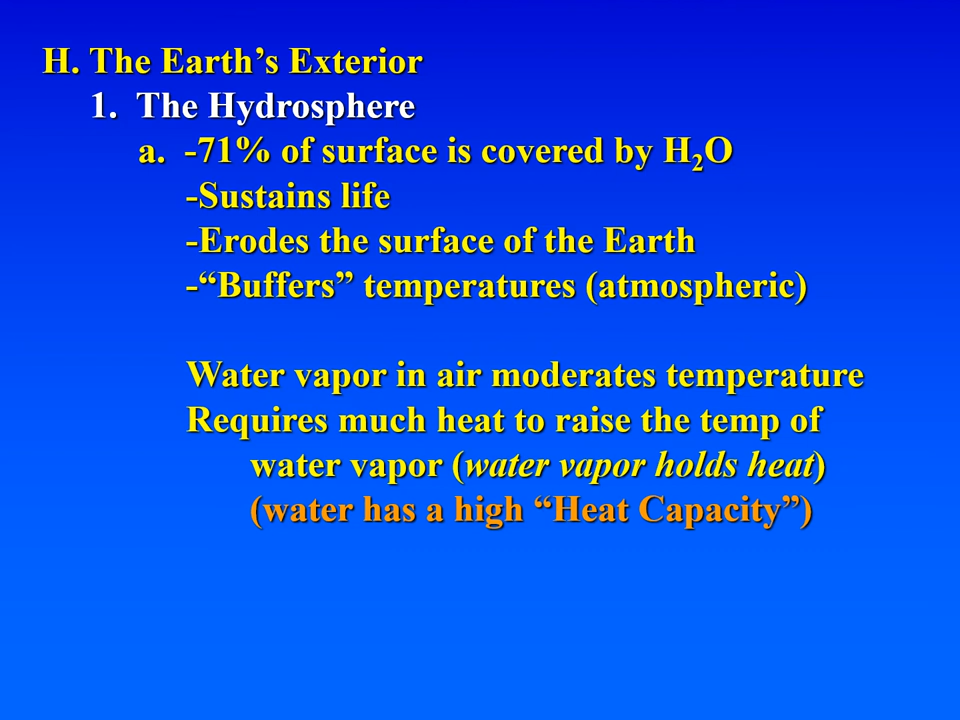 H. The Earth’s Exterior
1. The Hydrosphere
a. -71% of surface is covered by H₂O
-Sustains life
-Erodes the surface of the Earth
-“Buffers” temperatures (atmospheric)
Water vapor in air moderates temperature
Requires much heat to raise the temp of
water vapor (water vapor holds heat)
(water has a high “Heat Capacity”)